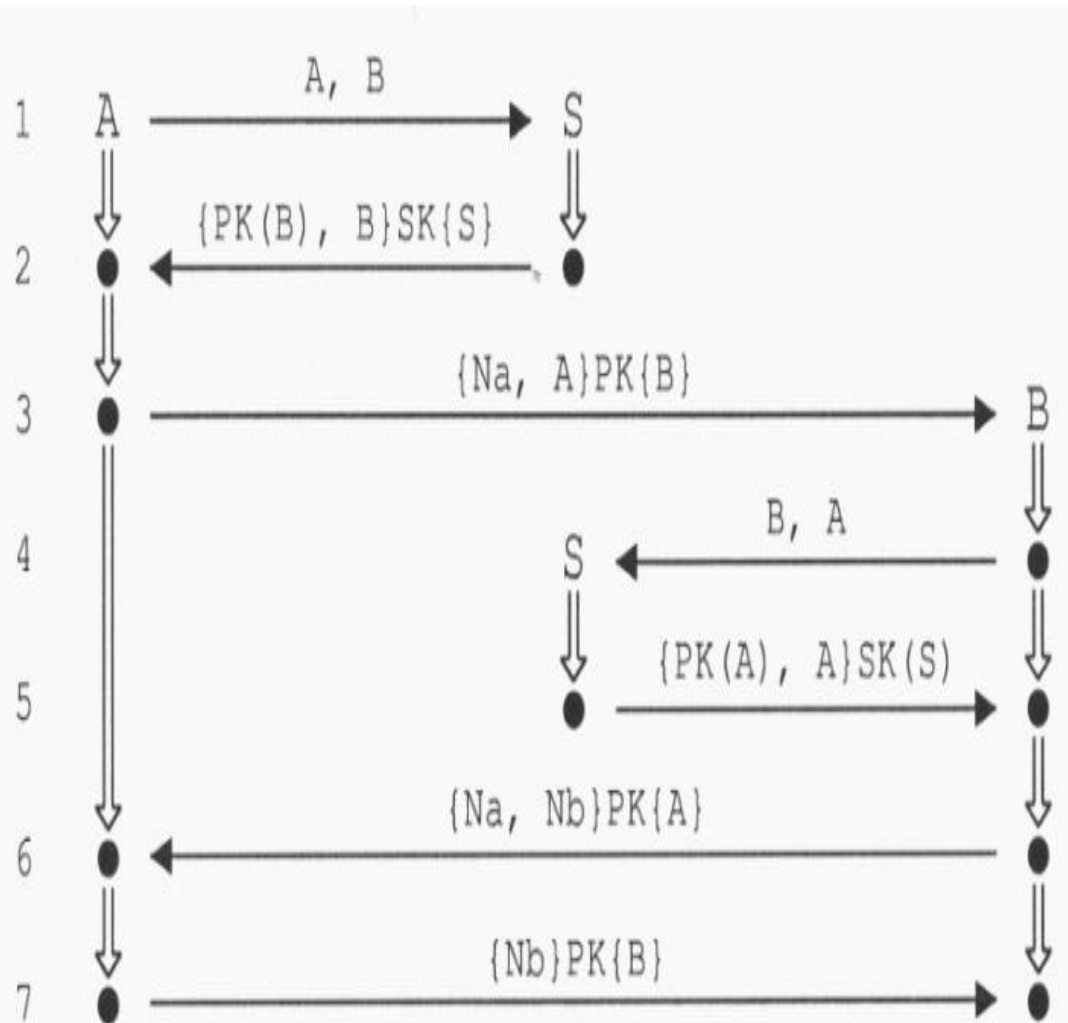 A, B
1 A S
{PK(B), B}SK{S}
2
{Na, A}PK{B}
3 B
B, A
4 S
{PK(A), A}SK(S)
5
{Na, Nb}PK{A}
6
{Nb}PK{B}
7